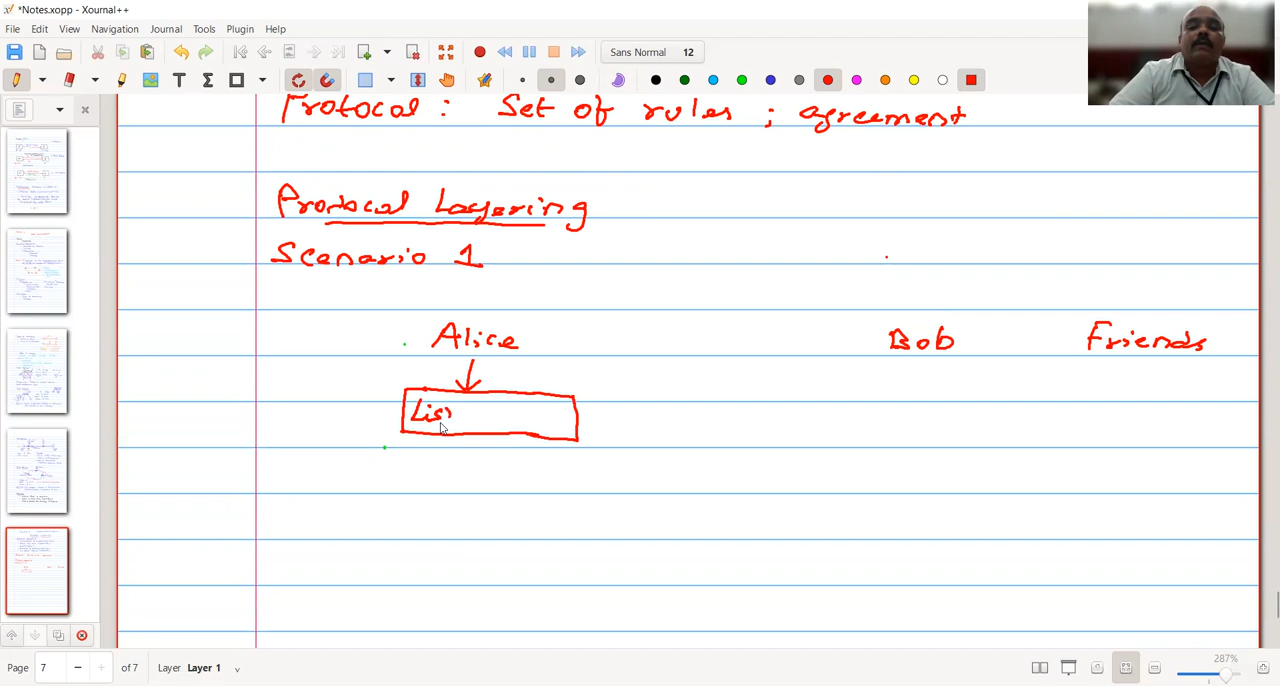 *Notes.xopp - Xournal++
File Edit View Navigation Journal Tools Plugin Help
Sans Normal 12
Protocol : Set of rules ; agreement
Protocol Layering
Scenario 1
Alice Bob Friends
Lis
Page 7 of 7 Layer Layer 1 287%